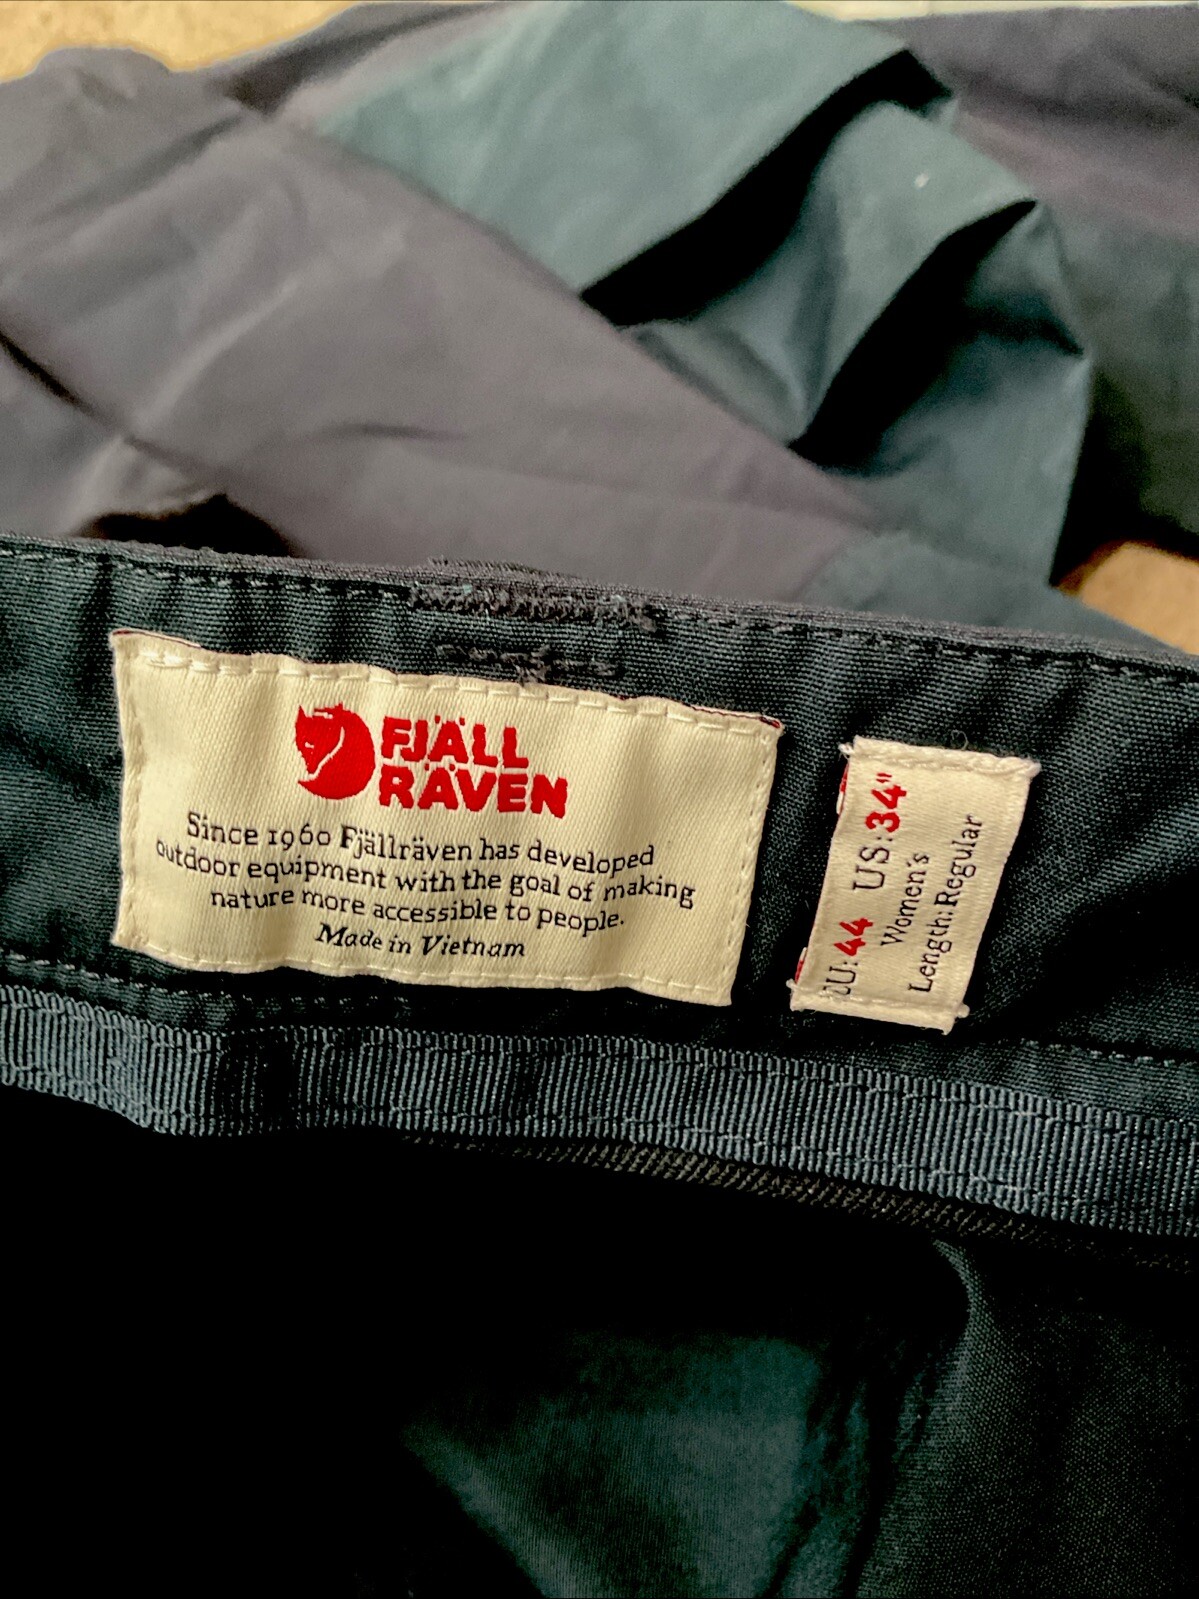 FJÄLL
RÄVEN
Since 1960 Fjällräven has developed
outdoor equipment with the goal of making
nature more accessible to people.
Made in Vietnam
EU:44 US:34"
Women's
Length:Regular